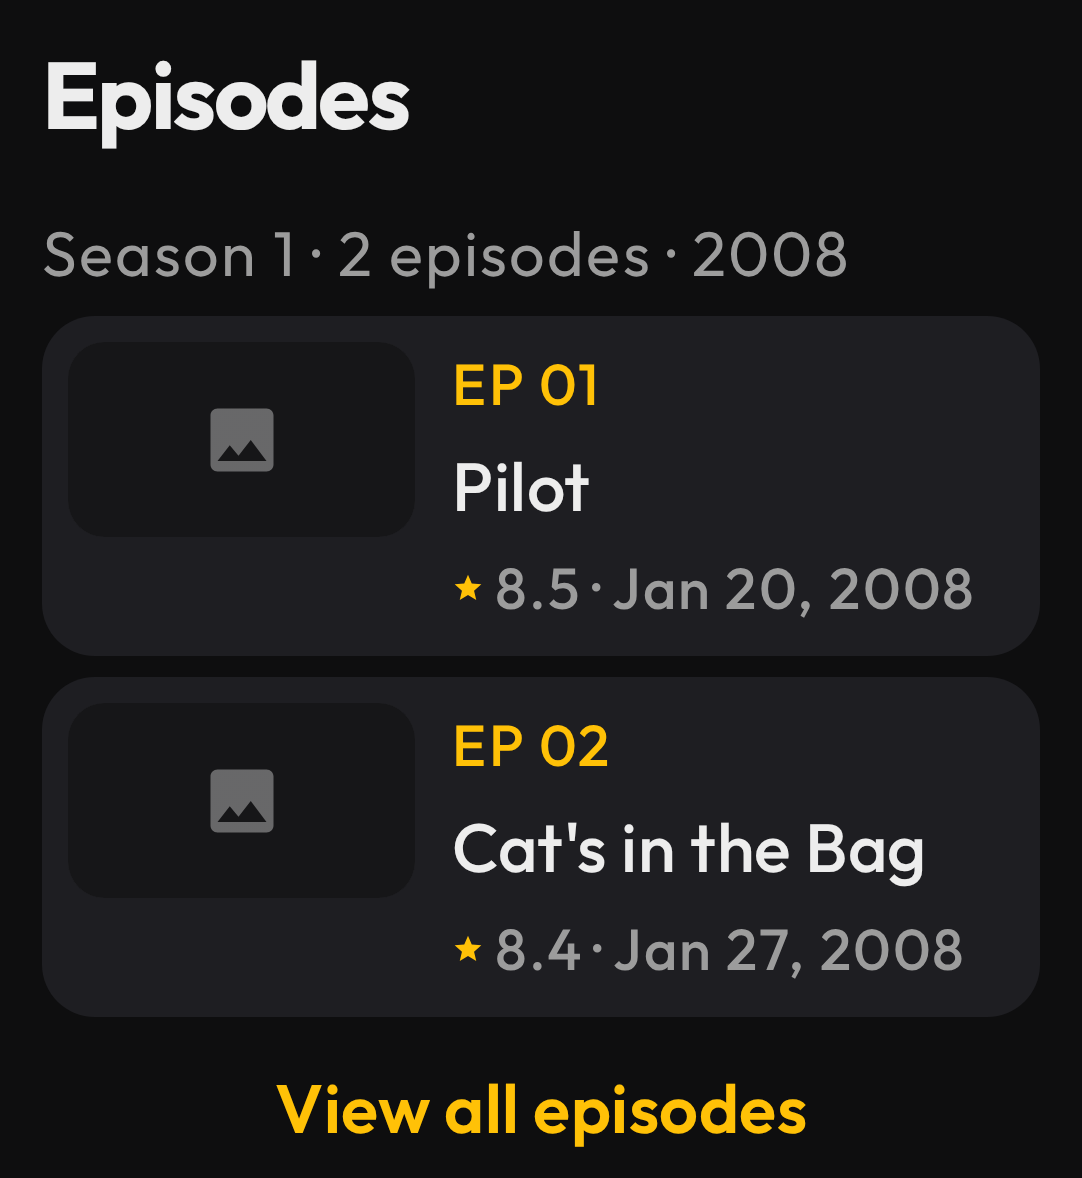 Episodes
Season 1 · 2 episodes · 2008
EP 01
Pilot
8.5 · Jan 20, 2008
EP 02
Cat's in the Bag
8.4 · Jan 27, 2008
View all episodes